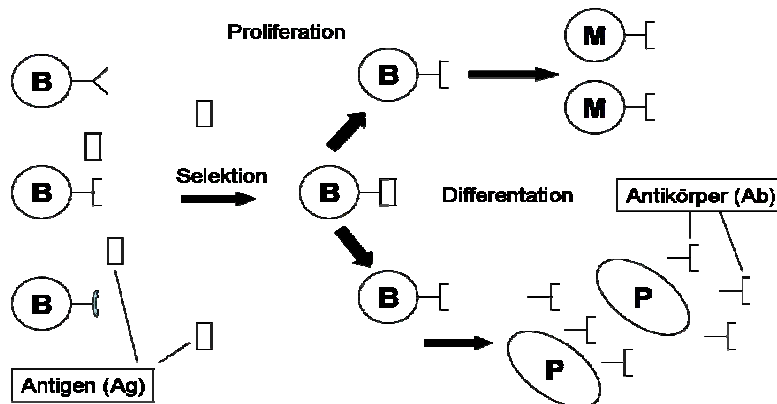 Proliferation
M
B
B
M
B
Selektion
B
Differentation
Antikörper (Ab)
B
B
P
P
Antigen (Ag)